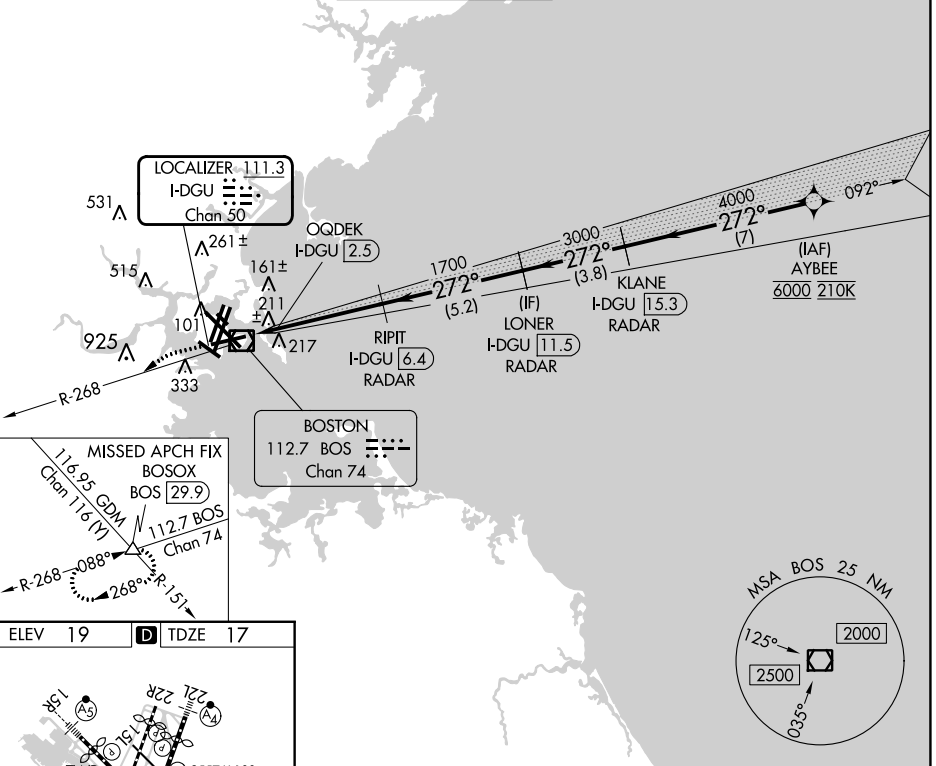 LOCALIZER 111.3
I-DGU
Chan 50
531
261±
515
161±
211
±
101
217
925
333
R-268
OQDEK
I-DGU 2.5
1700
272°
(5.2)
3000
272°
(3.8)
4000
272°
(7)
092°
(IAF)
AYBEE
6000 210K
KLANE
I-DGU 15.3
RADAR
(IF)
LONER
I-DGU 11.5
RADAR
RIPIT
I-DGU 6.4
RADAR
BOSTON
112.7 BOS
Chan 74
MISSED APCH FIX
BOSOX
BOS 29.9
116.95 GDM
Chan 116 (Y)
112.7 BOS
Chan 74
R-268
088°
268°
R-151
MSA BOS 25 NM
125°
2000
2500
035°
ELEV 19
D TDZE 17
15R
A5
22R
22L
A4
15L
P
P
P